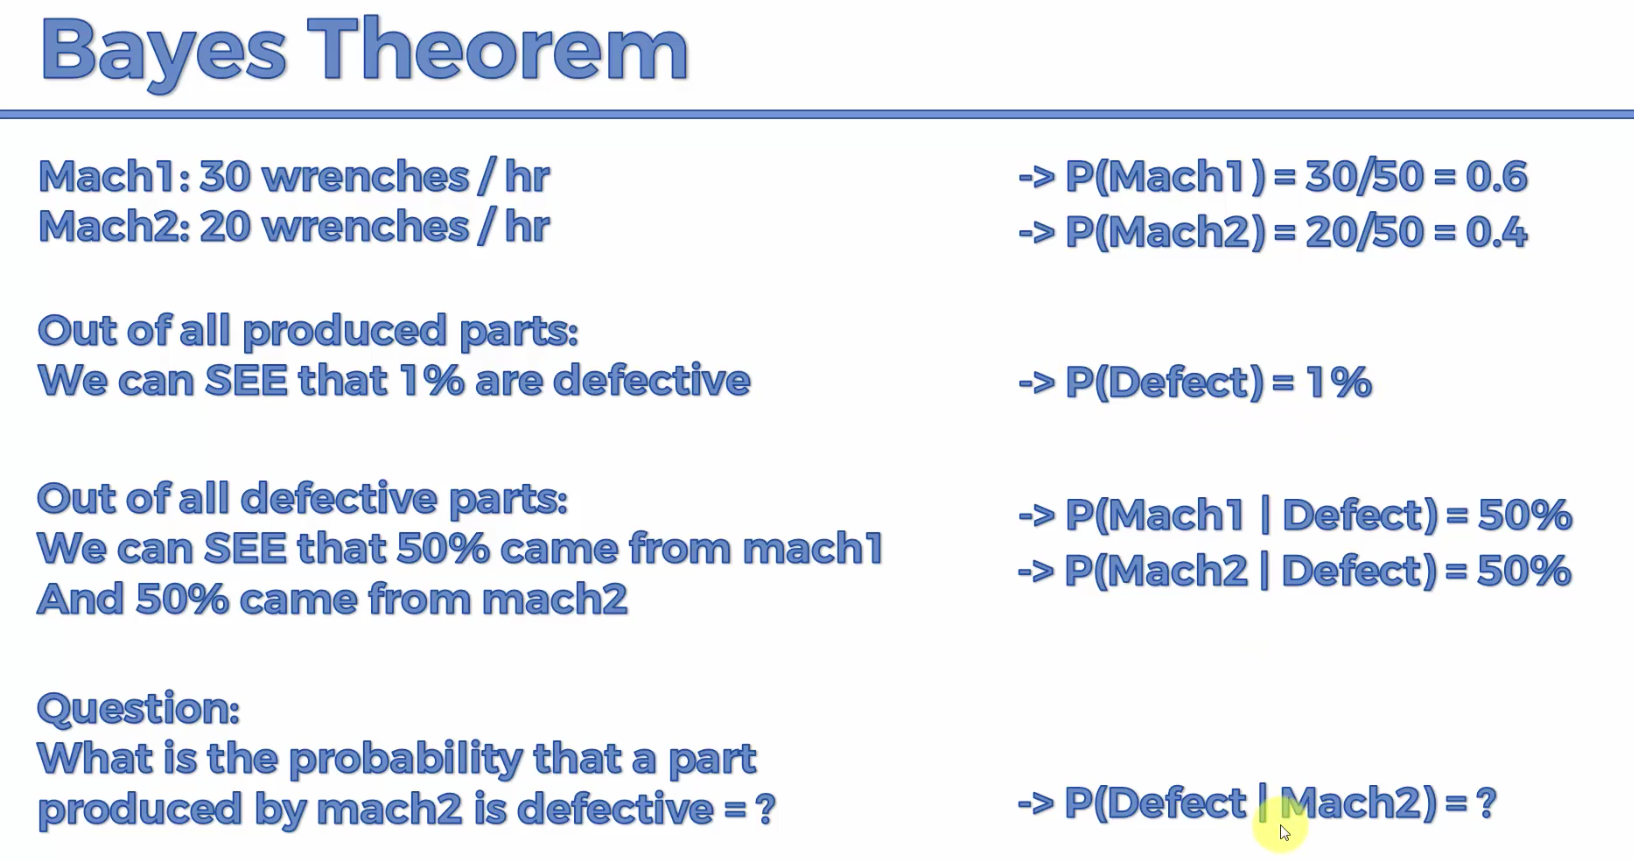 Bayes Theorem
Mach1: 30 wrenches / hr
-> P(Mach1) = 30/50 = 0.6
Mach2: 20 wrenches / hr
-> P(Mach2) = 20/50 = 0.4
Out of all produced parts:
We can SEE that 1% are defective
-> P(Defect) = 1%
Out of all defective parts:
We can SEE that 50% came from mach1
And 50% came from mach2
-> P(Mach1 | Defect) = 50%
-> P(Mach2 | Defect) = 50%
Question:
What is the probability that a part
produced by mach2 is defective = ?
-> P(Defect | Mach2) = ?